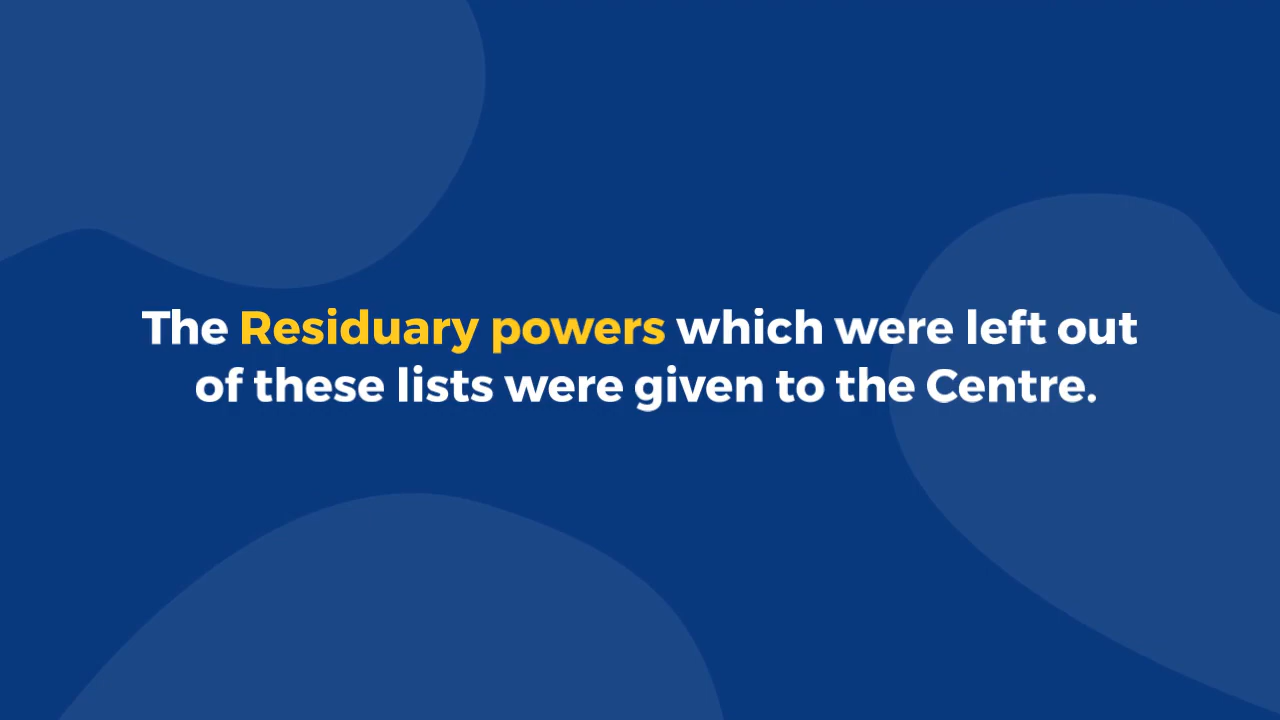 The Residuary powers which were left out
of these lists were given to the Centre.